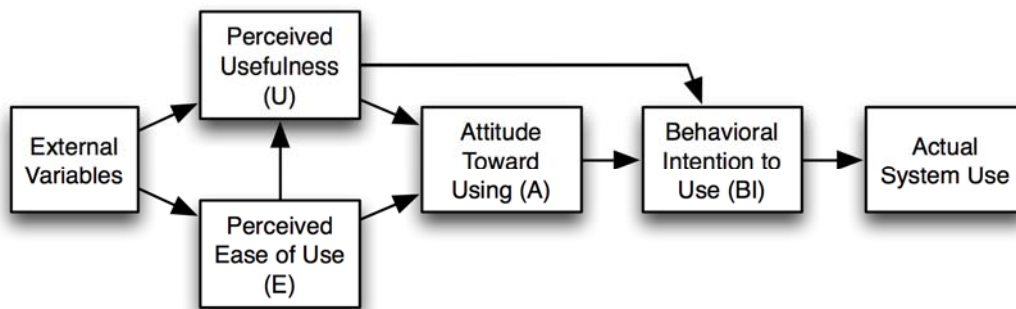 Perceived
Usefulness
(U)
External
Variables
Perceived
Ease of Use
(E)
Attitude
Toward
Using (A)
Behavioral
Intention to
Use (BI)
Actual
System Use